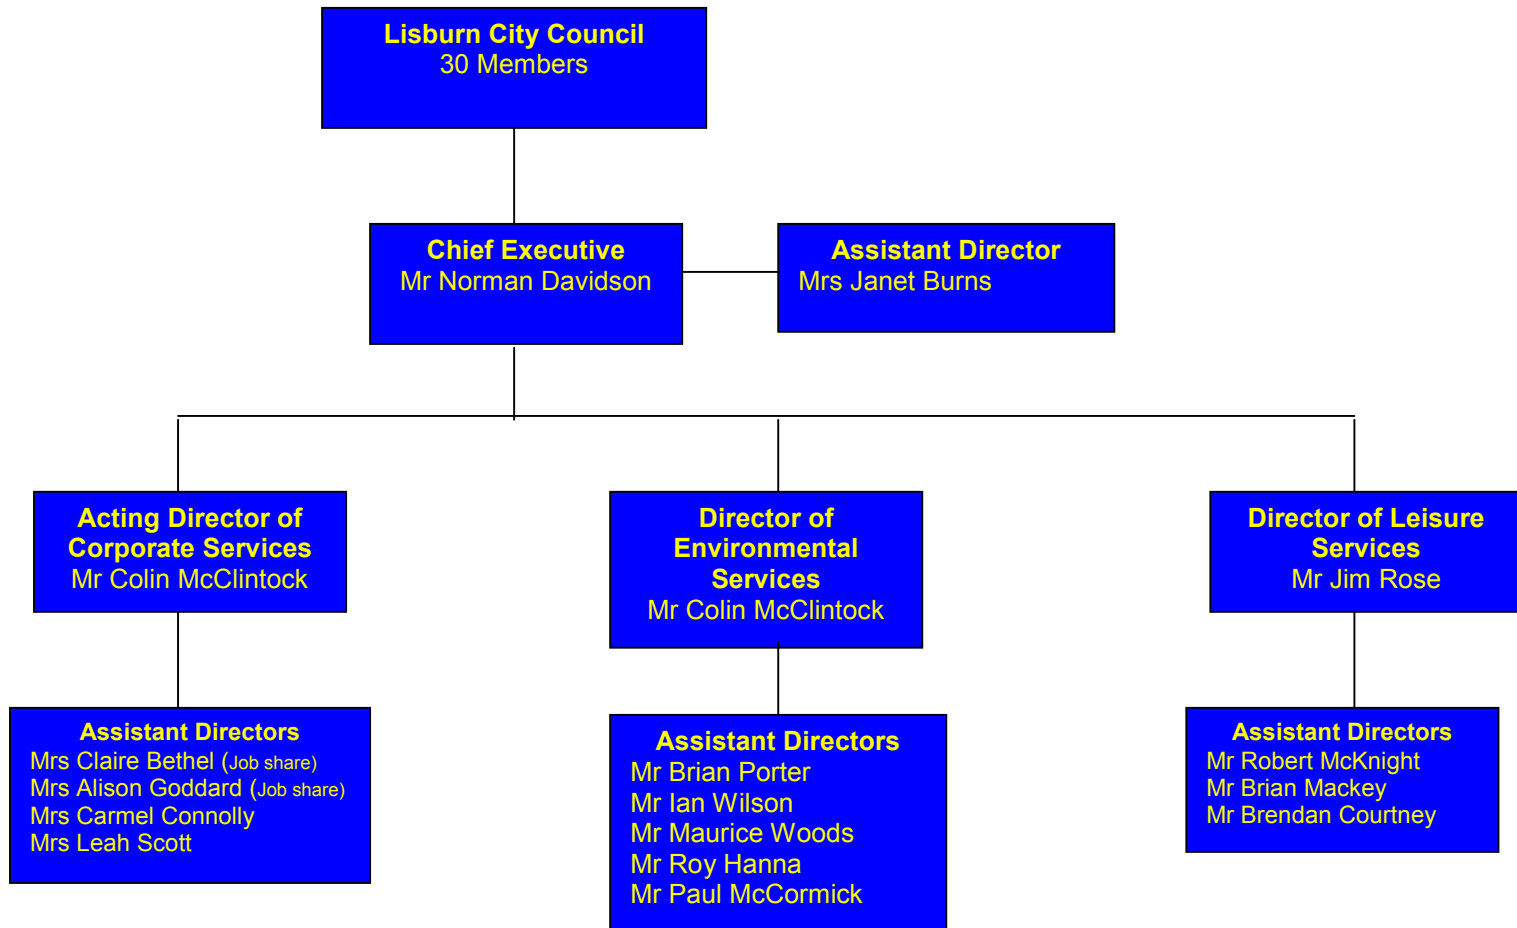 Lisburn City Council
30 Members
Chief Executive
Mr Norman Davidson
Assistant Director
Mrs Janet Burns
Acting Director of
Corporate Services
Mr Colin McClintock
Director of
Environmental
Services
Mr Colin McClintock
Director of Leisure
Services
Mr Jim Rose
Assistant Directors
Mrs Claire Bethel (Job share)
Mrs Alison Goddard (Job share)
Mrs Carmel Connolly
Mrs Leah Scott
Assistant Directors
Mr Brian Porter
Mr Ian Wilson
Mr Maurice Woods
Mr Roy Hanna
Mr Paul McCormick
Assistant Directors
Mr Robert McKnight
Mr Brian Mackey
Mr Brendan Courtney